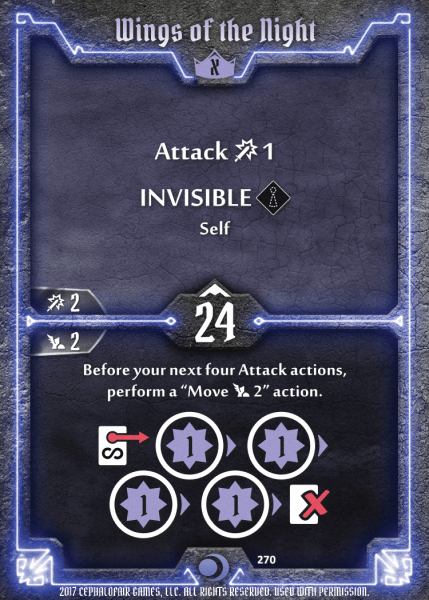 Wings of the Night
X
Attack 1
INVISIBLE
Self
2
24
2
Before your next four Attack actions,
perform a “Move 2” action.
1 1
1 1
270
2017 CEPHALOFAIR GAMES, LLC. ALL RIGHTS RESERVED. USED WITH PERMISSION.